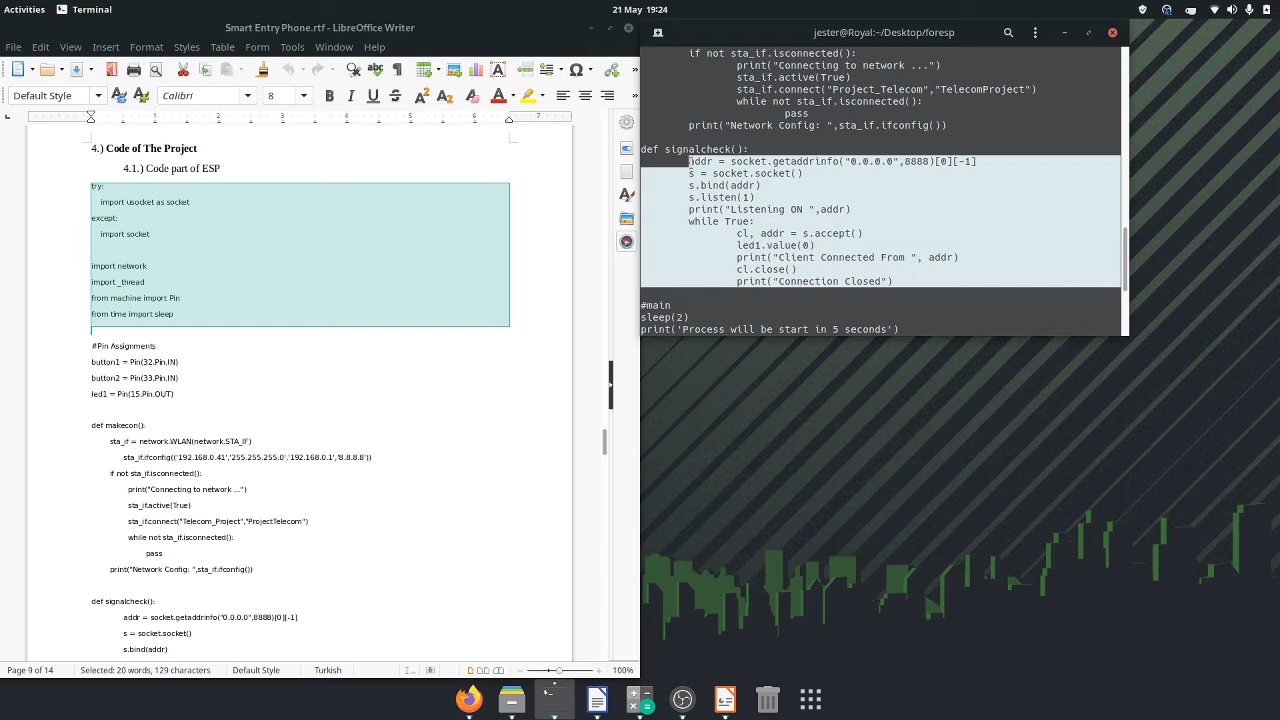 Activities
Terminal
21 May 19:24
Smart Entry Phone.rtf - LibreOffice Writer
File Edit View Insert Format Styles Table Form Tools Window Help
Default Style Calibri 8
1 2 3 4 5 6 7
4.) Code of The Project
4.1.) Code part of ESP
try:
import usocket as socket
except:
import socket
import network
import _thread
from machine import Pin
from time import sleep
#Pin Assignments
button1 = Pin(32,Pin.IN)
button2 = Pin(33,Pin.IN)
led1 = Pin(15,Pin.OUT)
def makecon():
sta_if = network.WLAN(network.STA_IF)
sta_if.ifconfig(('192.168.0.41','255.255.255.0','192.168.0.1','8.8.8.8'))
if not sta_if.isconnected():
print("Connecting to network ...")
sta_if.active(True)
sta_if.connect("Telecom_Project","ProjectTelecom")
while not sta_if.isconnected():
pass
print("Network Config: ",sta_if.ifconfig())
def signalcheck():
addr = socket.getaddrinfo("0.0.0.0",8888)[0][-1]
s = socket.socket()
s.bind(addr)
Page 9 of 14
Selected: 20 words, 129 characters
Default Style
Turkish
100%
jester@Royal:~/Desktop/foresp
if not sta_if.isconnected():
print("Connecting to network ...")
sta_if.active(True)
sta_if.connect("Project_Telecom","TelecomProject")
while not sta_if.isconnected():
pass
print("Network Config: ",sta_if.ifconfig())
def signalcheck():
addr = socket.getaddrinfo("0.0.0.0",8888)[0][-1]
s = socket.socket()
s.bind(addr)
s.listen(1)
print("Listening ON ",addr)
while True:
cl, addr = s.accept()
led1.value(0)
print("Client Connected From ", addr)
cl.close()
print("Connection Closed")
#main
sleep(2)
print('Process will be start in 5 seconds')